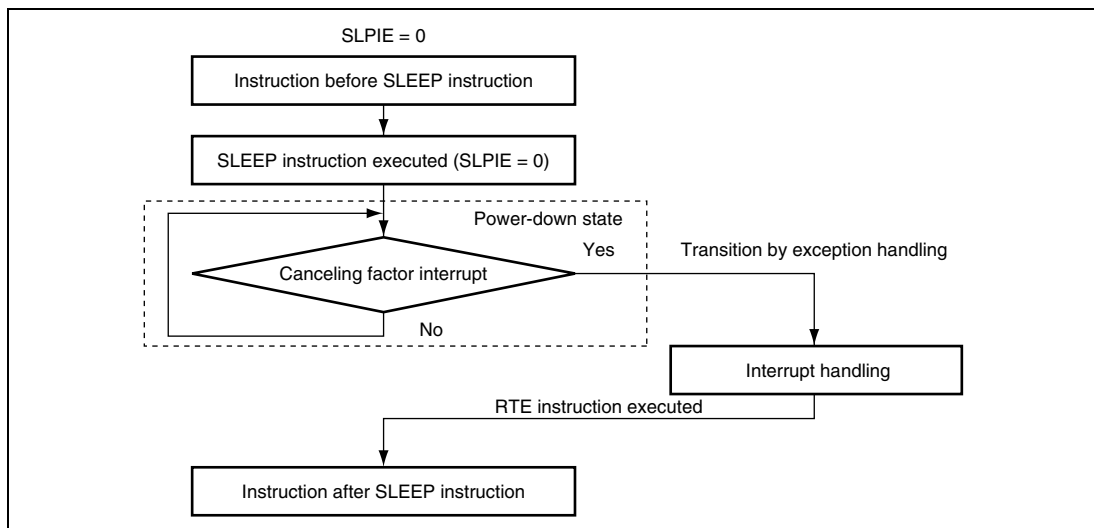 SLPIE = 0
Instruction before SLEEP instruction
SLEEP instruction executed (SLPIE = 0)
Power-down state
Yes
Transition by exception handling
Canceling factor interrupt
No
Interrupt handling
RTE instruction executed
Instruction after SLEEP instruction